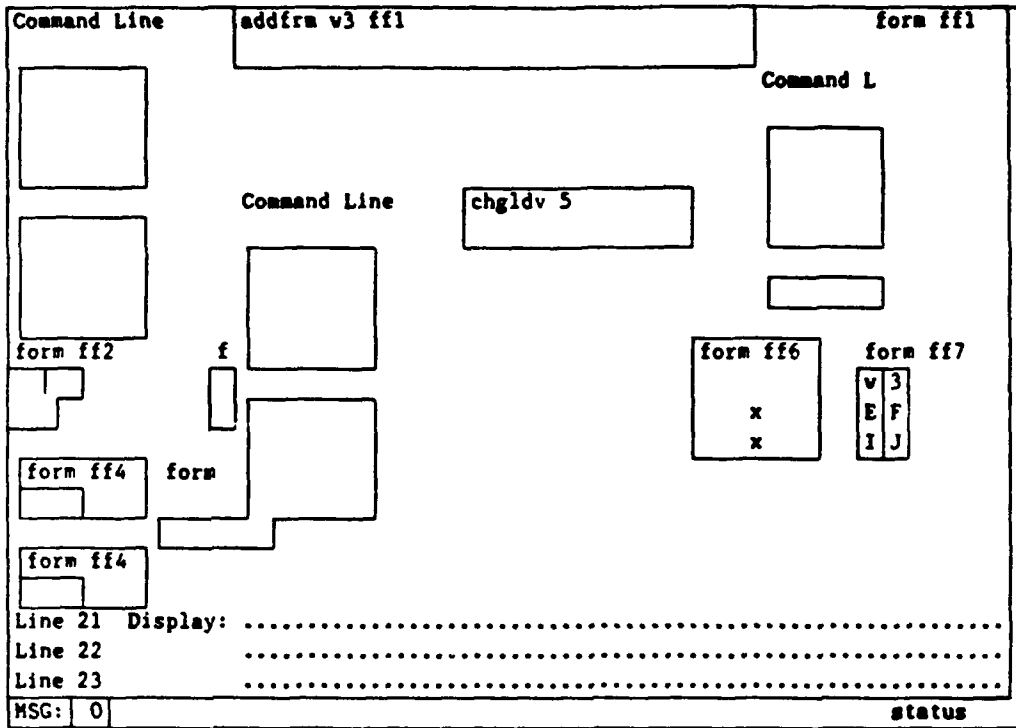 Command Line addfrm v3 ff1 form ff1
Command L
Command Line chgldv 5
form ff2 f form ff6 form ff7
v 3
x E F
x I J
form ff4 form
form ff4
Line 21 Display: ............................................................
Line 22 ............................................................
Line 23 ............................................................
MSG: 0 status